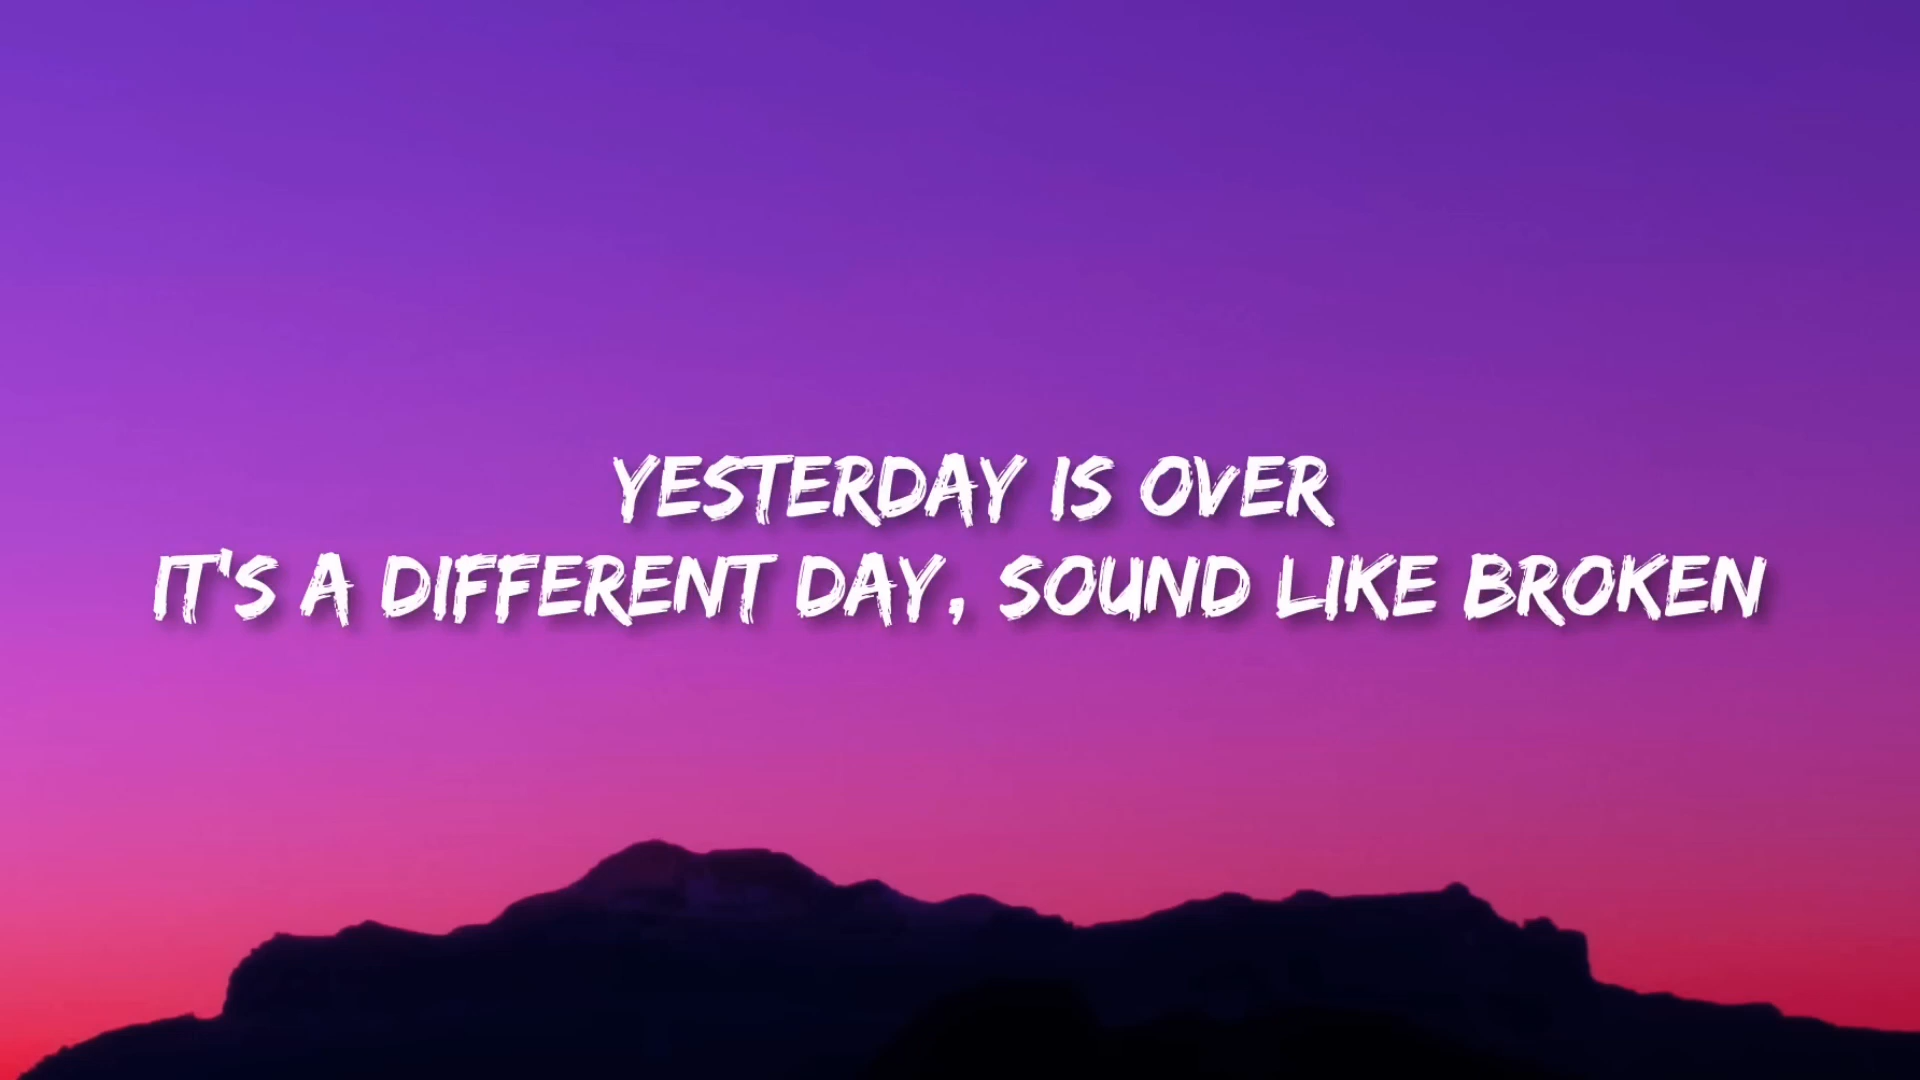 YESTERDAY IS OVER
IT'S A DIFFERENT DAY, SOUND LIKE BROKEN